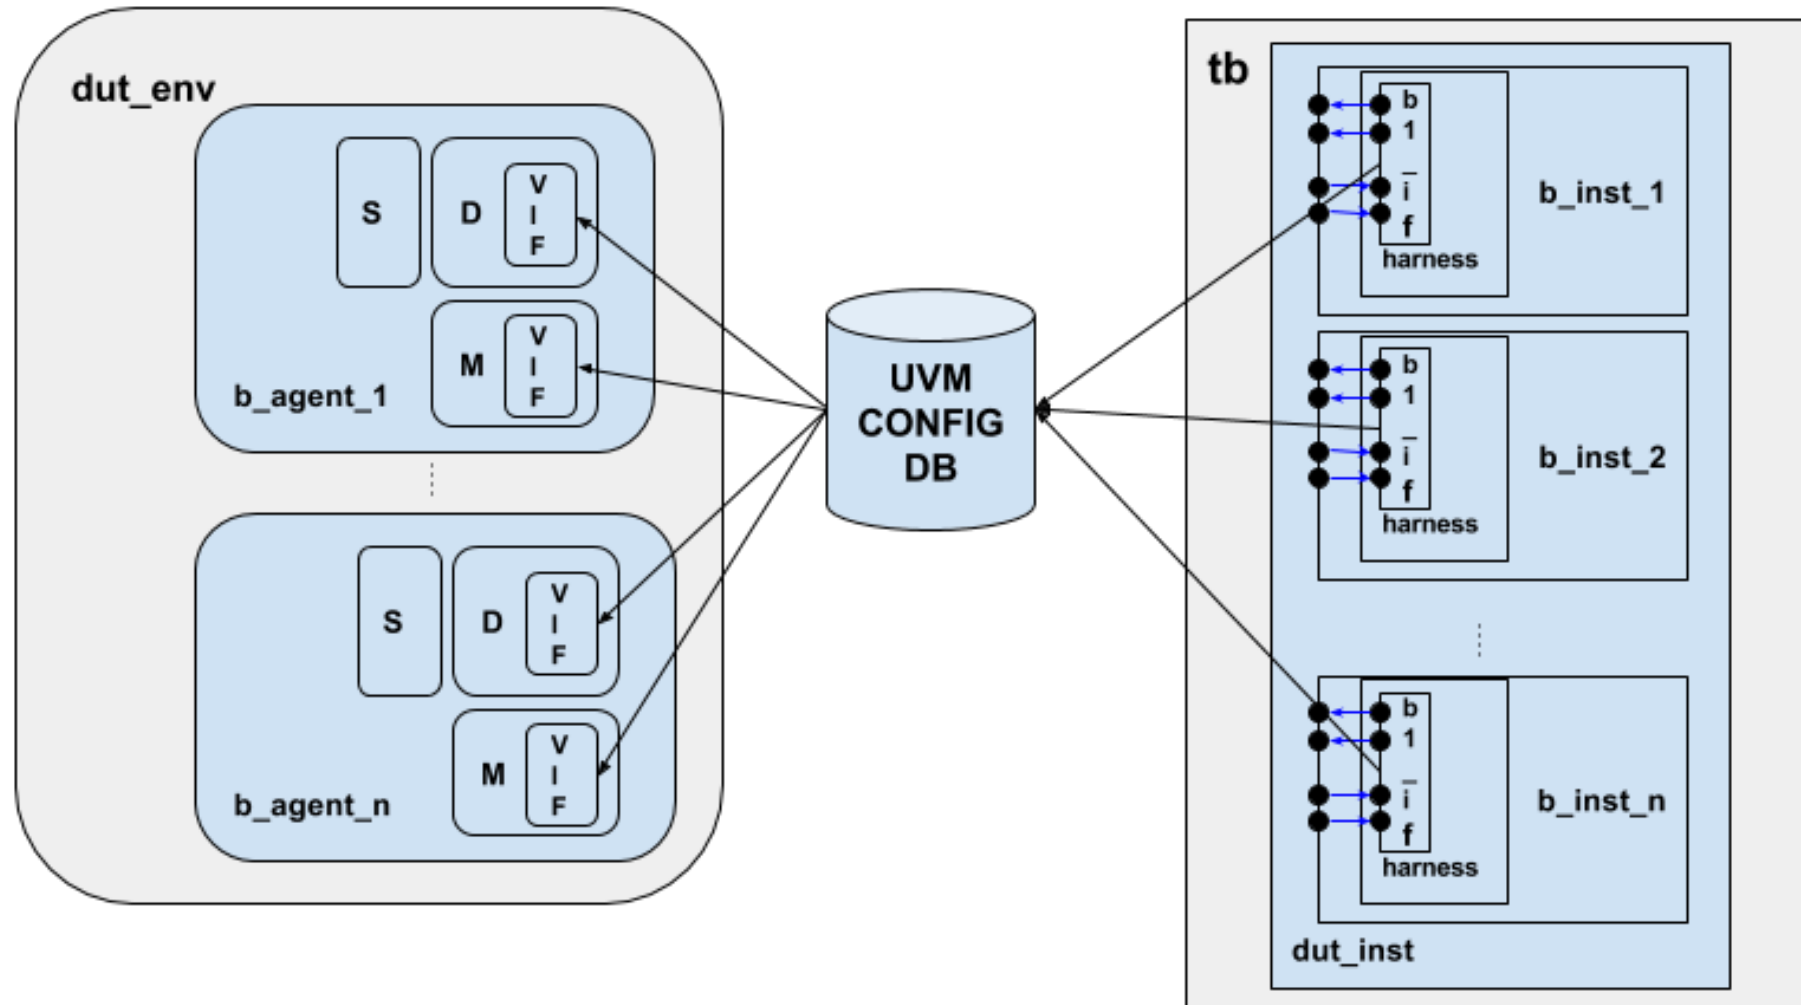 dut_env
S
D
V
I
F
M
V
I
F
b_agent_1
S
D
V
I
F
M
V
I
F
b_agent_n
UVM
CONFIG
DB
tb
b
1
_
i
f
harness
b_inst_1
b
1
_
i
f
harness
b_inst_2
b
1
_
i
f
harness
b_inst_n
dut_inst